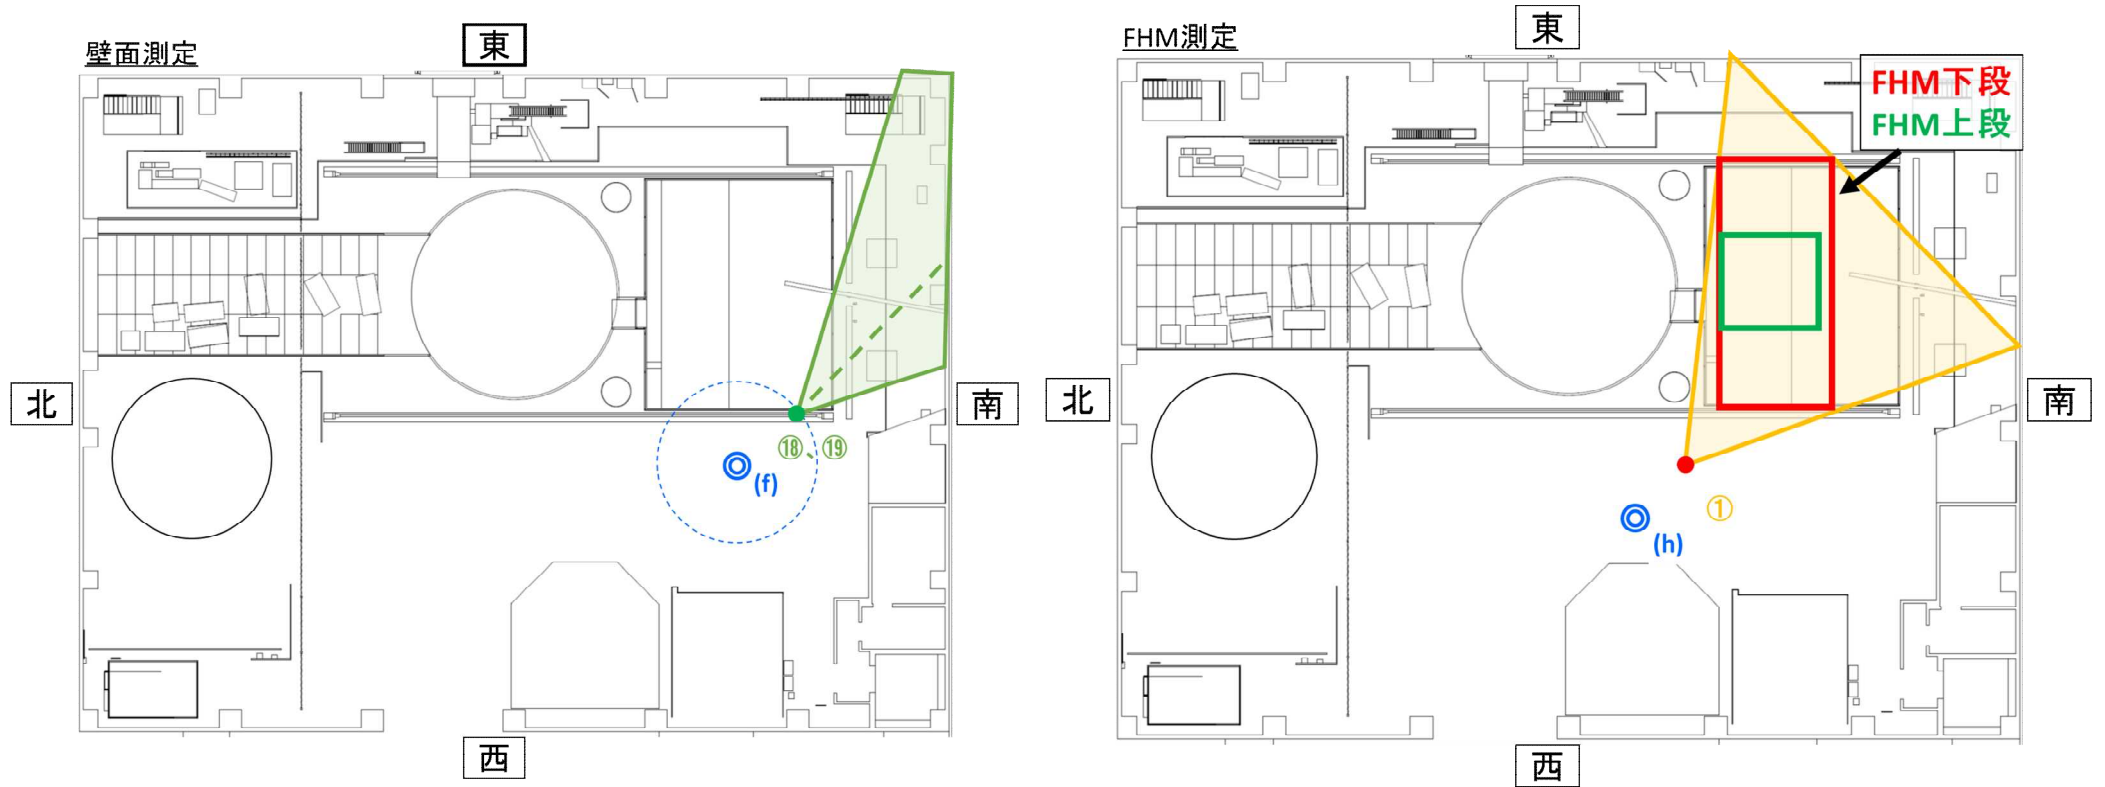 壁面測定
東
北
南
⑱、⑲
(f)
西
FHM測定
東
FHM下段
FHM上段
北
南
①
(h)
西